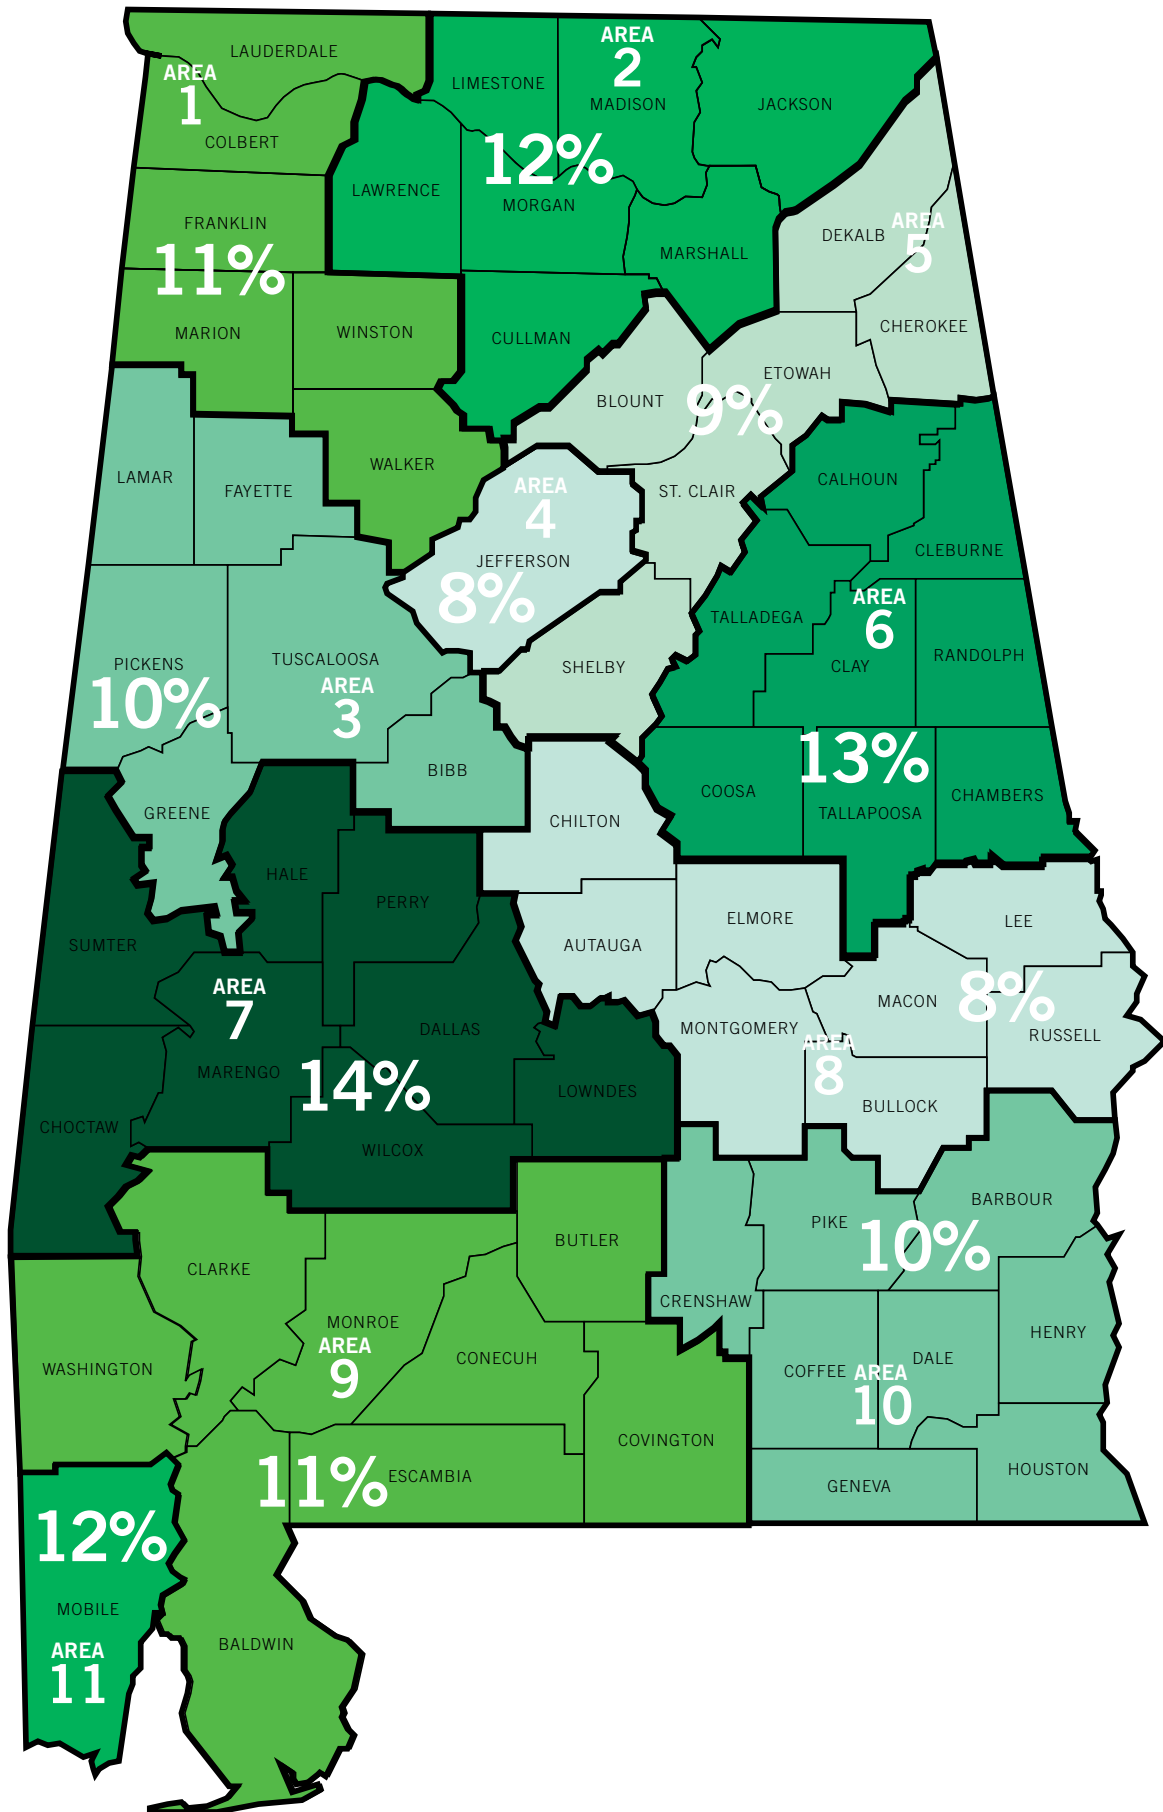 LAUDERDALE
AREA
1
COLBERT
FRANKLIN
11%
MARION
WINSTON
WALKER
LIMESTONE
AREA
2
MADISON
JACKSON
12%
LAWRENCE
MORGAN
MARSHALL
CULLMAN
DEKALB
AREA
5
CHEROKEE
ETOWAH
BLOUNT
9%
ST. CLAIR
SHELBY
LAMAR
FAYETTE
PICKENS
10%
TUSCALOOSA
AREA
3
BIBB
GREENE
AREA
4
JEFFERSON
8%
CALHOUN
CLEBURNE
TALLADEGA
AREA
6
CLAY
RANDOLPH
13%
COOSA
TALLAPOOSA
CHAMBERS
HALE
PERRY
SUMTER
AREA
7
MARENGO
DALLAS
14%
LOWNDES
CHOCTAW
WILCOX
CHILTON
AUTAUGA
ELMORE
LEE
MACON
8%
MONTGOMERY
RUSSELL
AREA
8
BULLOCK
BUTLER
CLARKE
MONROE
AREA
9
CONECUH
WASHINGTON
COVINGTON
11%
ESCAMBIA
BALDWIN
PIKE
BARBOUR
10%
CRENSHAW
HENRY
COFFEE
DALE
AREA
10
HOUSTON
GENEVA
12%
MOBILE
AREA
11